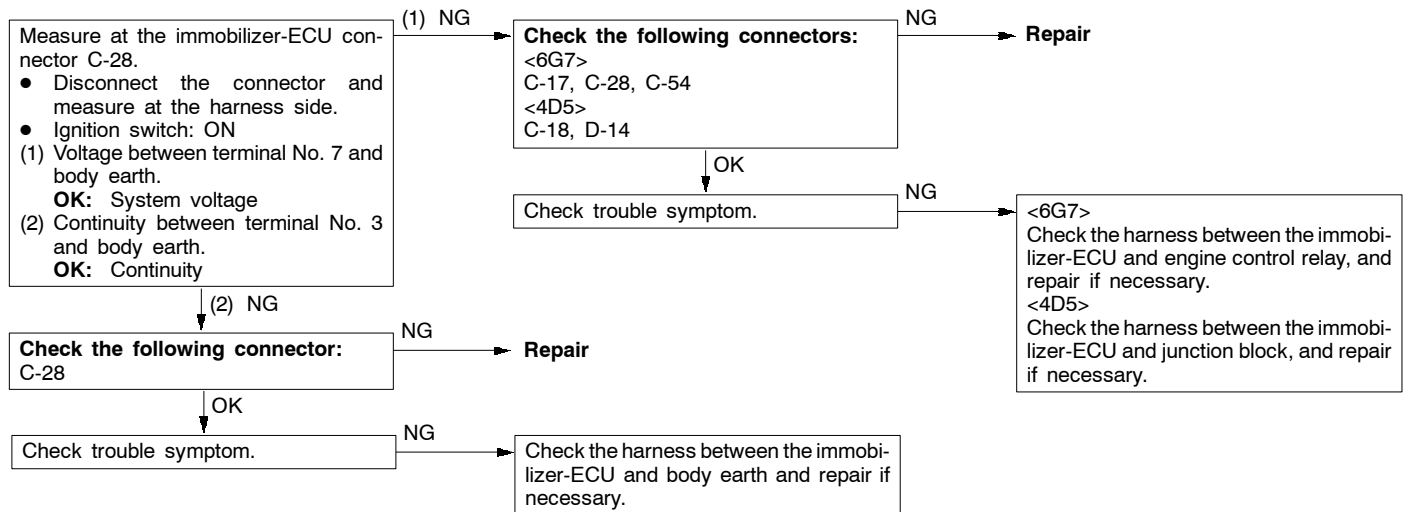 Measure at the immobilizer-ECU con-
nector C-28.
● Disconnect the connector and
measure at the harness side.
● Ignition switch: ON
(1) Voltage between terminal No. 7 and
body earth.
OK: System voltage
(2) Continuity between terminal No. 3
and body earth.
OK: Continuity
(1) NG
Check the following connectors:
<6G7>
C-17, C-28, C-54
<4D5>
C-18, D-14
NG
Repair
OK
Check trouble symptom.
NG
<6G7>
Check the harness between the immobi-
lizer-ECU and engine control relay, and
repair if necessary.
<4D5>
Check the harness between the immobi-
lizer-ECU and junction block, and repair
if necessary.
(2) NG
Check the following connector:
C-28
NG
Repair
OK
Check trouble symptom.
NG
Check the harness between the immobi-
lizer-ECU and body earth and repair if
necessary.